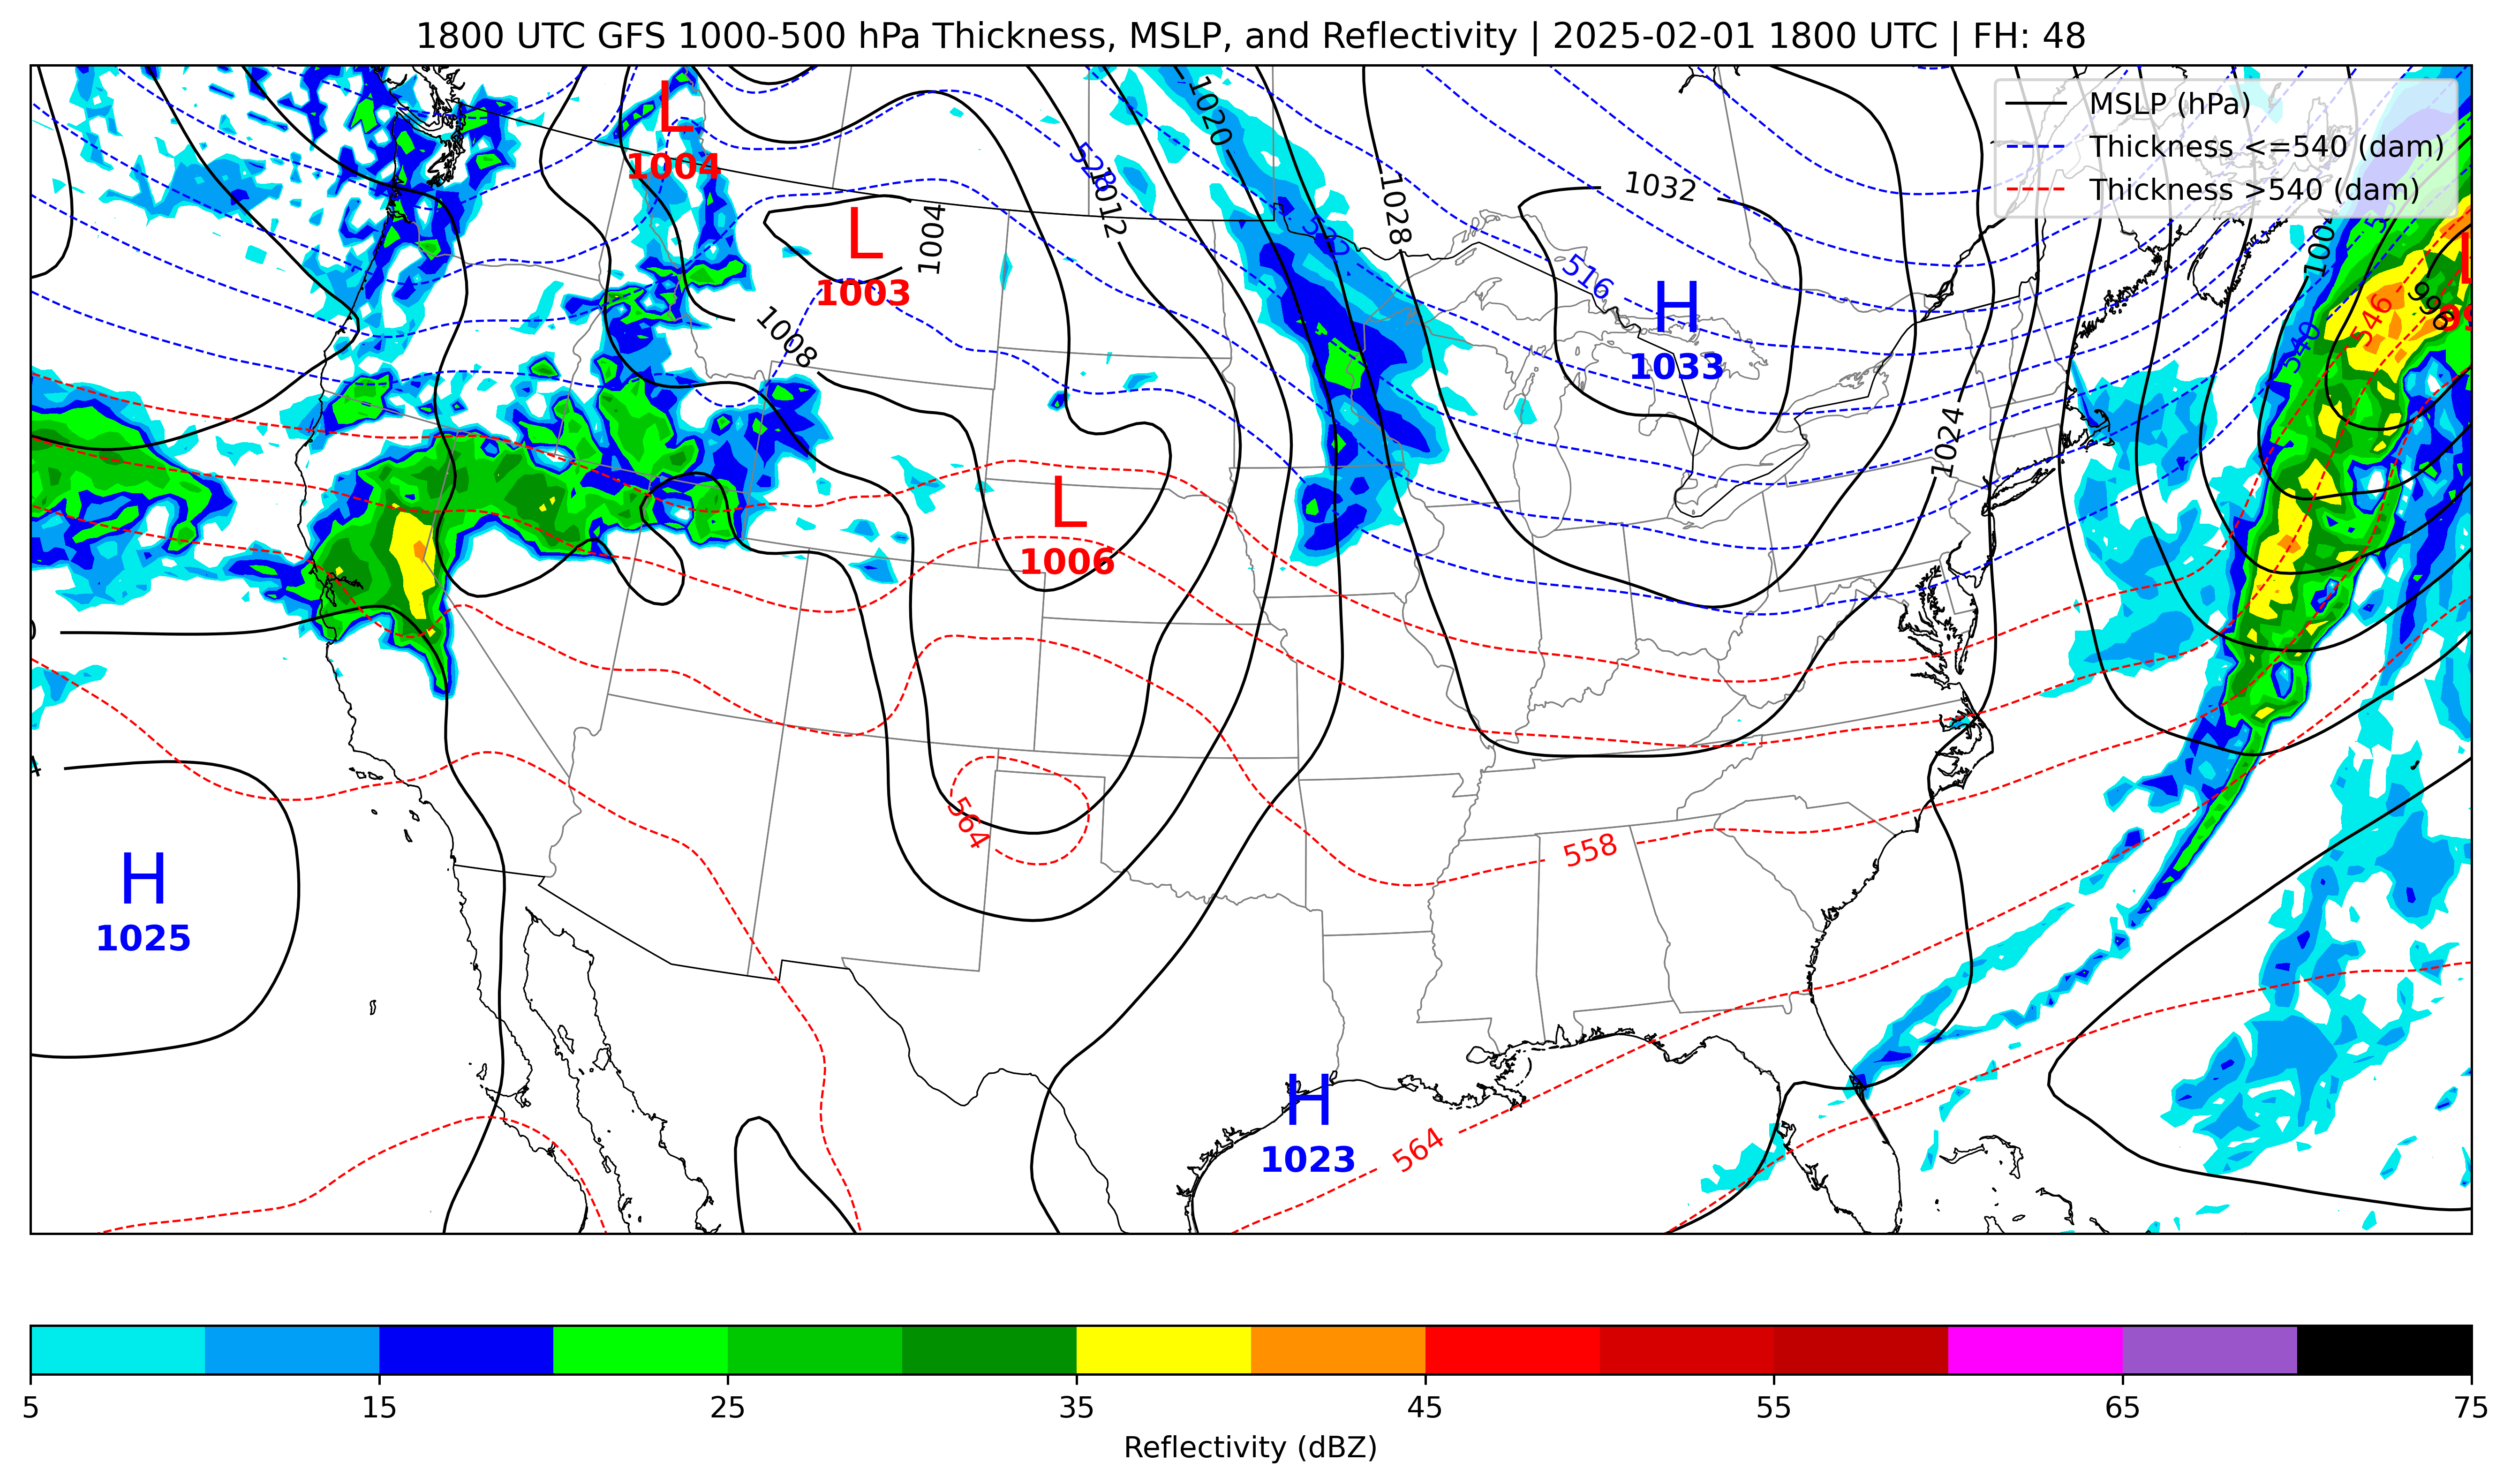 1800 UTC GFS 1000-500 hPa Thickness, MSLP, and Reflectivity | 2025-02-01 1800 UTC | FH: 48
MSLP (hPa)
Thickness <=540 (dam)
Thickness >540 (dam)
L
1004
1020
528
1012
1028
1032
L
1003
1004
522
516
H
1033
1004
996
546
540
1008
1024
L
1006
564
558
H
1025
H
1023
564
5 15 25 35 45 55 65 75
Reflectivity (dBZ)